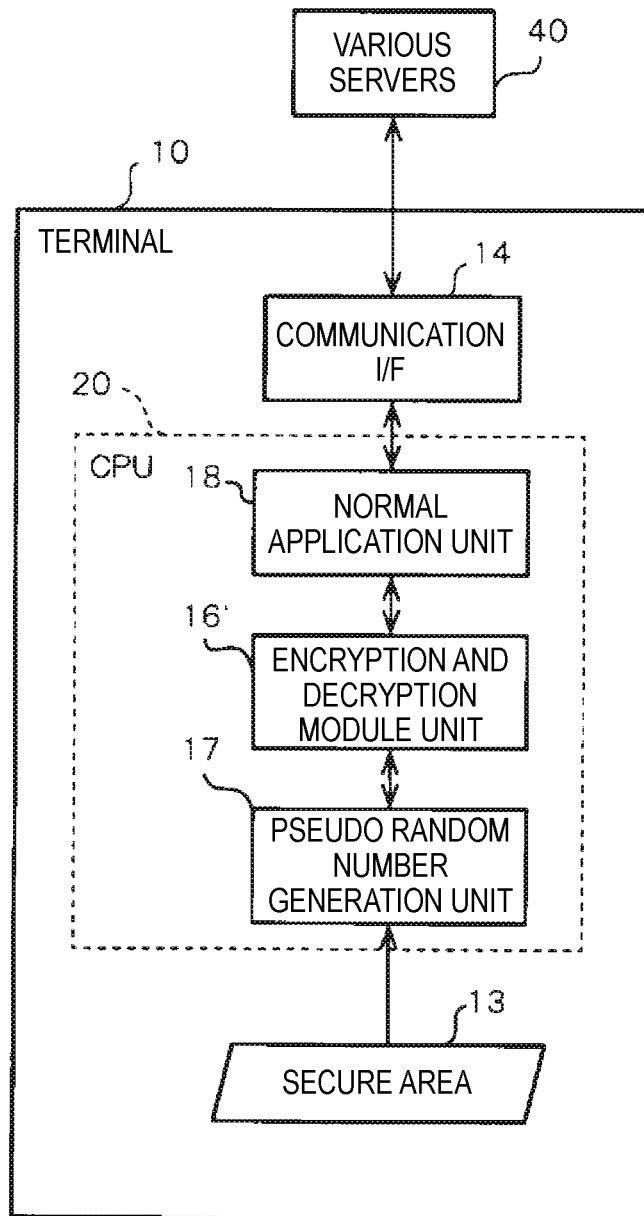 VARIOUS
SERVERS
40
10
TERMINAL
14
COMMUNICATION
I/F
20
CPU
18
NORMAL
APPLICATION UNIT
16'
ENCRYPTION AND
DECRYPTION
MODULE UNIT
17
PSEUDO RANDOM
NUMBER
GENERATION UNIT
13
SECURE AREA